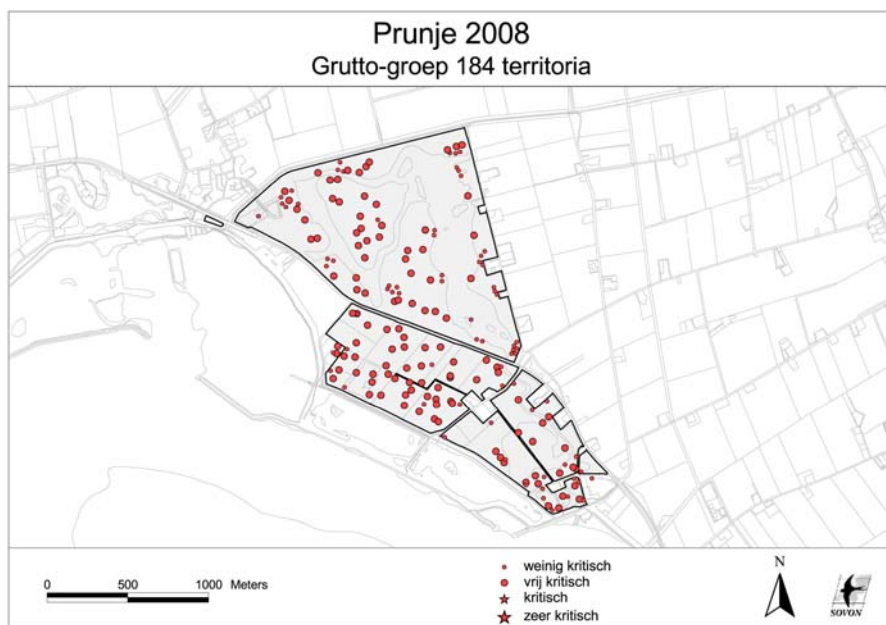 Prunje 2008
Grutto-groep 184 territoria
0 500 1000 Meters
weinig kritisch
vrij kritisch
kritisch
zeer kritisch
N
SOVON